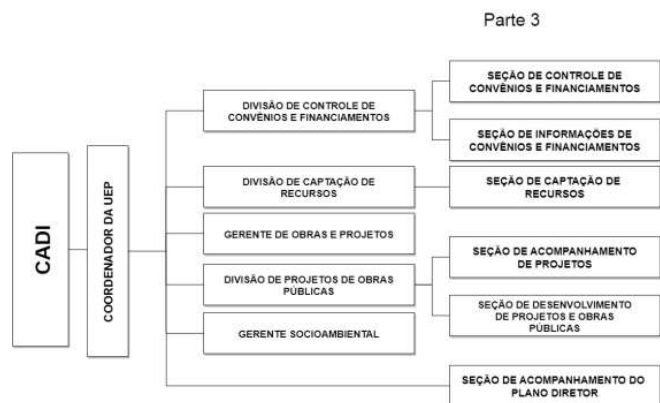 Parte 3
CADI
COORDENADOR DA UEP
DIVISÃO DE CONTROLE DE
CONVÊNIOS E FINANCIAMENTOS
SEÇÃO DE CONTROLE DE
CONVÊNIOS E FINANCIAMENTOS
SEÇÃO DE INFORMAÇÕES DE
CONVÊNIOS E FINANCIAMENTOS
DIVISÃO DE CAPTAÇÃO DE
RECURSOS
SEÇÃO DE CAPTAÇÃO DE
RECURSOS
GERENTE DE OBRAS E PROJETOS
DIVISÃO DE PROJETOS DE OBRAS
PÚBLICAS
SEÇÃO DE ACOMPANHAMENTO
DE PROJETOS
SEÇÃO DE DESENVOLVIMENTO
DE PROJETOS E OBRAS
PÚBLICAS
GERENTE SOCIOAMBIENTAL
SEÇÃO DE ACOMPANHAMENTO DO
PLANO DIRETOR